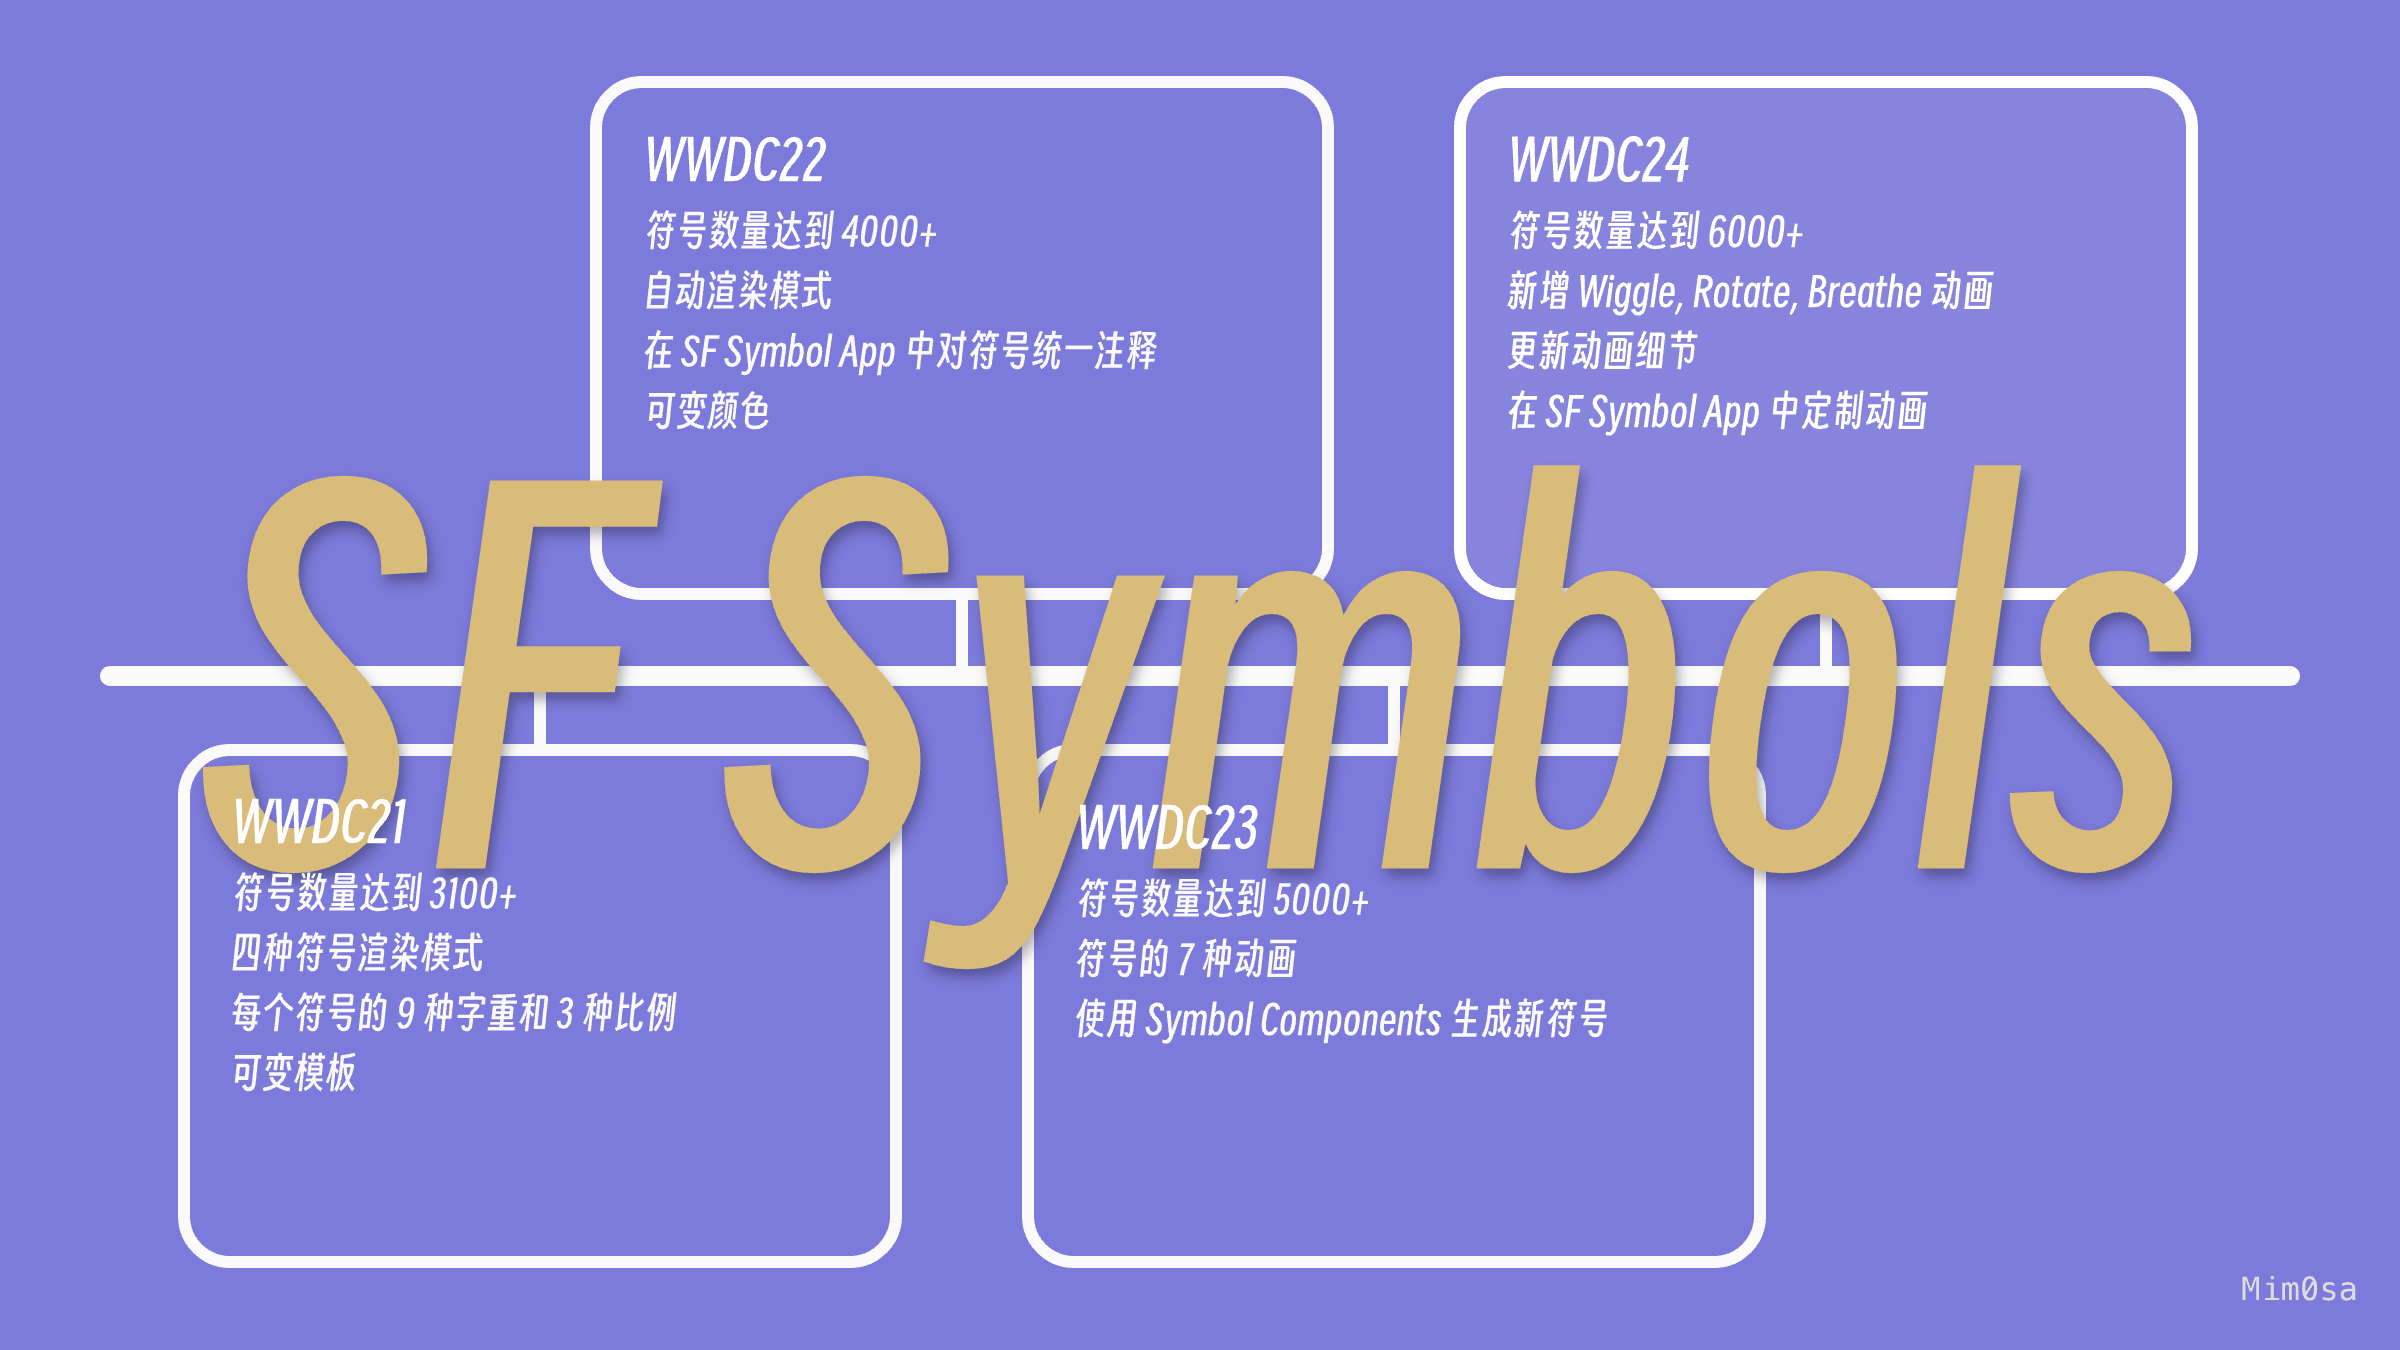 WWDC22
符号数量达到 4000+
自动渲染模式
在 SF Symbol App 中对符号统一注释
可变颜色
WWDC24
符号数量达到 6000+
新增 Wiggle, Rotate, Breathe 动画
更新动画细节
在 SF Symbol App 中定制动画
SF Symbols
WWDC21
符号数量达到 3100+
四种符号渲染模式
每个符号的 9 种字重和 3 种比例
可变模板
WWDC23
符号数量达到 5000+
符号的 7 种动画
使用 Symbol Components 生成新符号
Mim0sa